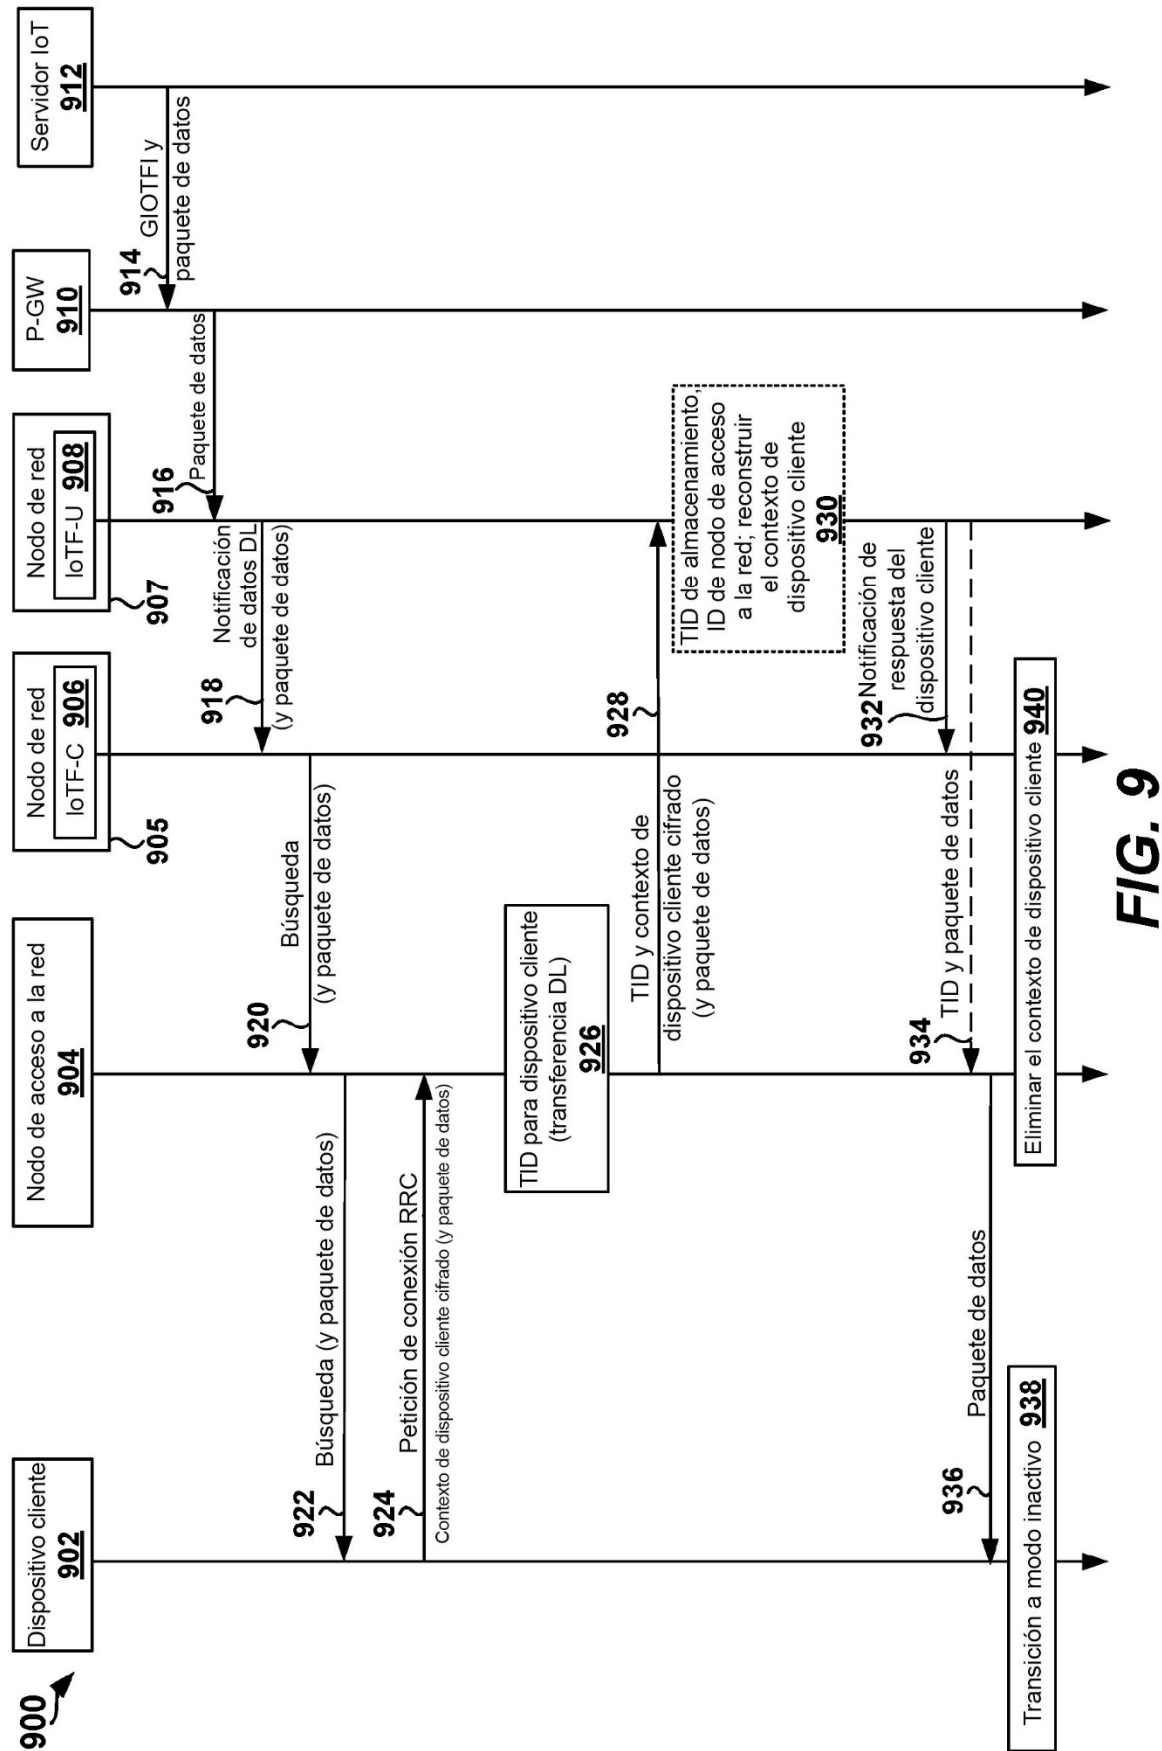 900
Dispositivo cliente
902
Nodo de acceso a la red
904
Nodo de red
IoTF-C 906
905
Nodo de red
IoTF-U 908
907
P-GW
910
Servidor IoT
912
914
GIOTFI y
paquete de datos
916
Paquete de datos
918
Notificación
de datos DL
(y paquete de datos)
920
Búsqueda
(y paquete de datos)
922
Búsqueda (y paquete de datos)
924
Petición de conexión RRC
Contexto de dispositivo cliente cifrado (y paquete de datos)
TID para dispositivo cliente
(transferencia DL)
926
TID y contexto de
dispositivo cliente cifrado
(y paquete de datos)
928
TID de almacenamiento,
ID de nodo de acceso
a la red; reconstruir
el contexto de
dispositivo cliente
930
932
Notificación de
respuesta del
dispositivo cliente
934
TID y paquete de datos
936
Paquete de datos
Transición a modo inactivo 938
Eliminar el contexto de dispositivo cliente 940
FIG. 9